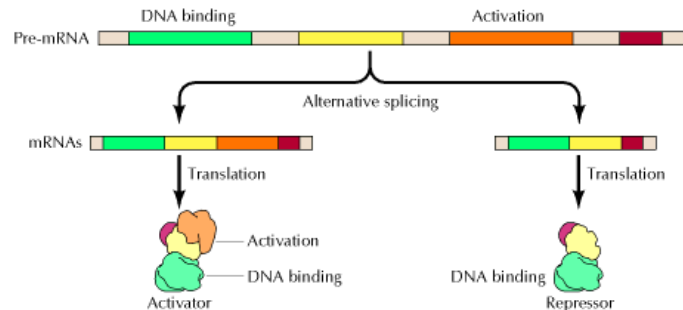 DNA binding
Activation
Pre-mRNA
Alternative splicing
mRNAs
Translation
Translation
Activation
DNA binding
DNA binding
Activator
Repressor